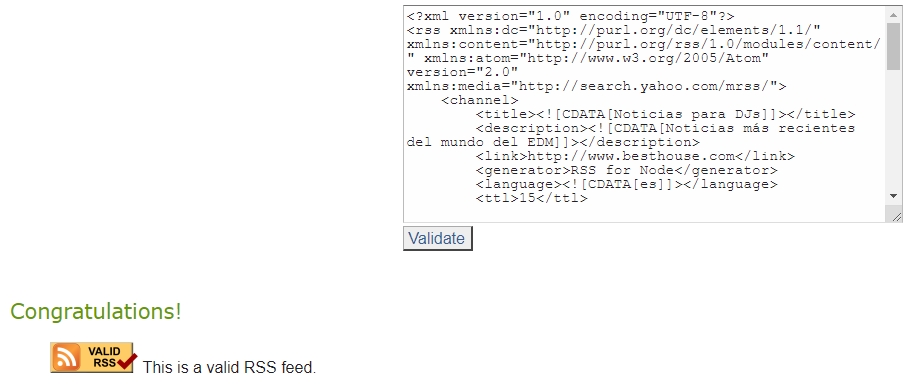 <?xml version="1.0" encoding="UTF-8"?>
<rss xmlns:dc="http://purl.org/dc/elements/1.1/"
xmlns:content="http://purl.org/rss/1.0/modules/content/
" xmlns:atom="http://www.w3.org/2005/Atom"
version="2.0"
xmlns:media="http://search.yahoo.com/mrss/">
    <channel>
        <title><![CDATA[Noticias para DJs]]></title>
        <description><![CDATA[Noticias más recientes
del mundo del EDM]]></description>
        <link>http://www.besthouse.com</link>
        <generator>RSS for Node</generator>
        <language><![CDATA[es]]></language>
        <ttl>15</ttl>
Validate
Congratulations!
VALID
RSS
This is a valid RSS feed.